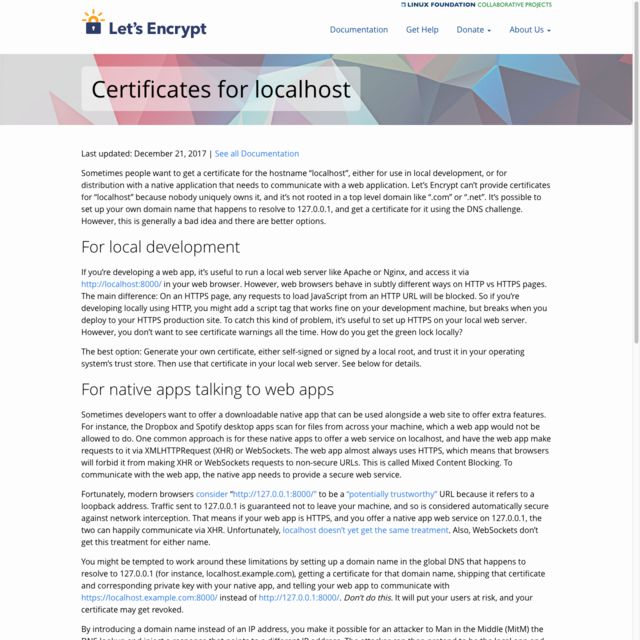 LINUX FOUNDATION COLLABORATIVE PROJECTS
Let's Encrypt
Documentation Get Help Donate About Us
Certificates for localhost
Last updated: December 21, 2017 | See all Documentation
Sometimes people want to get a certificate for the hostname “localhost”, either for use in local development, or for
distribution with a native application that needs to communicate with a web application. Let’s Encrypt can’t provide certificates
for “localhost” because nobody uniquely owns it, and it’s not rooted in a top level domain like “.com” or “.net”. It’s possible to
set up your own domain name that happens to resolve to 127.0.0.1, and get a certificate for it using the DNS challenge.
However, this is generally a bad idea and there are better options.
For local development
If you’re developing a web app, it’s useful to run a local web server like Apache or Nginx, and access it via
http://localhost:8000/ in your web browser. However, web browsers behave in subtly different ways on HTTP vs HTTPS pages.
The main difference: On an HTTPS page, any requests to load JavaScript from an HTTP URL will be blocked. So if you’re
developing locally using HTTP, you might add a script tag that works fine on your development machine, but breaks when you
deploy to your HTTPS production site. To catch this kind of problem, it’s useful to set up HTTPS on your local web server.
However, you don’t want to see certificate warnings all the time. How do you get the green lock locally?
The best option: Generate your own certificate, either self-signed or signed by a local root, and trust it in your operating
system’s trust store. Then use that certificate in your local web server. See below for details.
For native apps talking to web apps
Sometimes developers want to offer a downloadable native app that can be used alongside a web site to offer extra features.
For instance, the Dropbox and Spotify desktop apps scan for files from across your machine, which a web app would not be
allowed to do. One common approach is for these native apps to offer a web service on localhost, and have the web app make
requests to it via XMLHTTPRequest (XHR) or WebSockets. The web app almost always uses HTTPS, which means that browsers
will forbid it from making XHR or WebSockets requests to non-secure URLs. This is called Mixed Content Blocking. To
communicate with the web app, the native app needs to provide a secure web service.
Fortunately, modern browsers consider “http://127.0.0.1:8000/” to be a “potentially trustworthy” URL because it refers to a
loopback address. Traffic sent to 127.0.0.1 is guaranteed not to leave your machine, and so is considered automatically secure
against network interception. That means if your web app is HTTPS, and you offer a native app web service on 127.0.0.1, the
two can happily communicate via XHR. Unfortunately, localhost doesn’t yet get the same treatment. Also, WebSockets don’t
get this treatment for either name.
You might be tempted to work around these limitations by setting up a domain name in the global DNS that happens to
resolve to 127.0.0.1 (for instance, localhost.example.com), getting a certificate for that domain name, shipping that certificate
and corresponding private key with your native app, and telling your web app to communicate with
https://localhost.example.com:8000/ instead of http://127.0.0.1:8000/. Don’t do this. It will put your users at risk, and your
certificate may get revoked.
By introducing a domain name instead of an IP address, you make it possible for an attacker to Man in the Middle (MitM) the